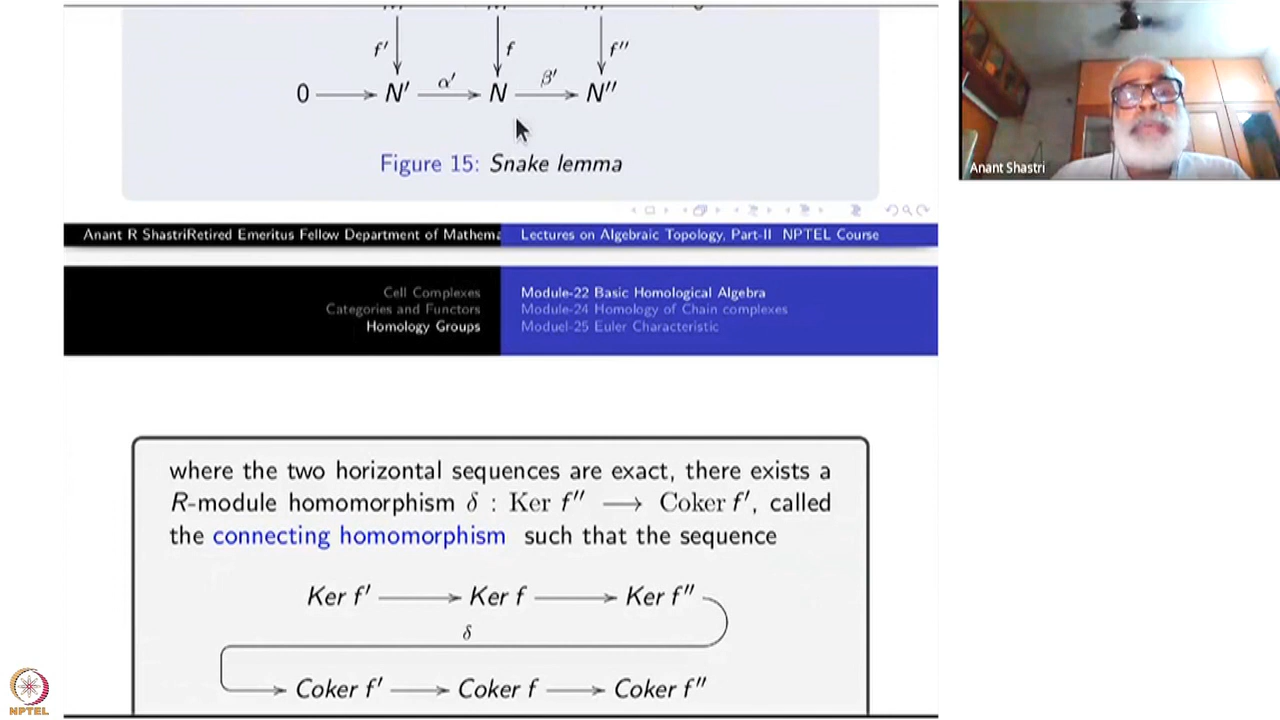 f′ f f″
0 N′ α′ N β′ N″
Figure 15: Snake lemma
Anant R ShastriRetired Emeritus Fellow Department of Mathema Lectures on Algebraic Topology, Part-II NPTEL Course
Cell Complexes
Categories and Functors
Homology Groups
Module-22 Basic Homological Algebra
Module-24 Homology of Chain complexes
Moduel-25 Euler Characteristic
where the two horizontal sequences are exact, there exists a
R-module homomorphism δ : Ker f″ ⟶ Coker f′, called
the connecting homomorphism such that the sequence
Ker f′ Ker f Ker f″
δ
Coker f′ Coker f Coker f″
Anant Shastri
NPTEL